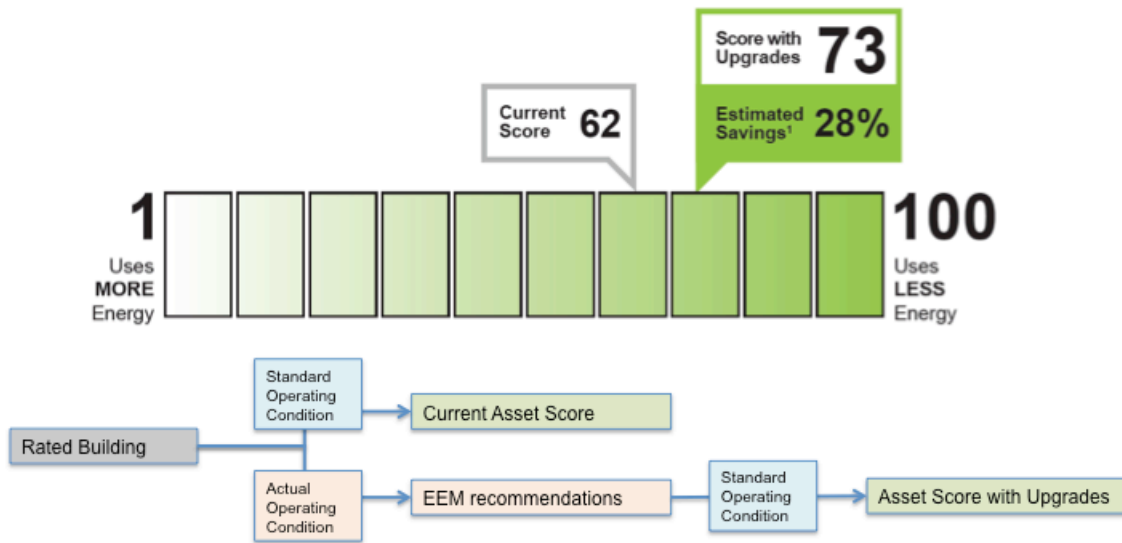 Score with
Upgrades 73
Current
Score 62
Estimated
Savings¹ 28%
1
Uses
MORE
Energy
100
Uses
LESS
Energy
Standard
Operating
Condition
Current Asset Score
Rated Building
Actual
Operating
Condition
EEM recommendations
Standard
Operating
Condition
Asset Score with Upgrades